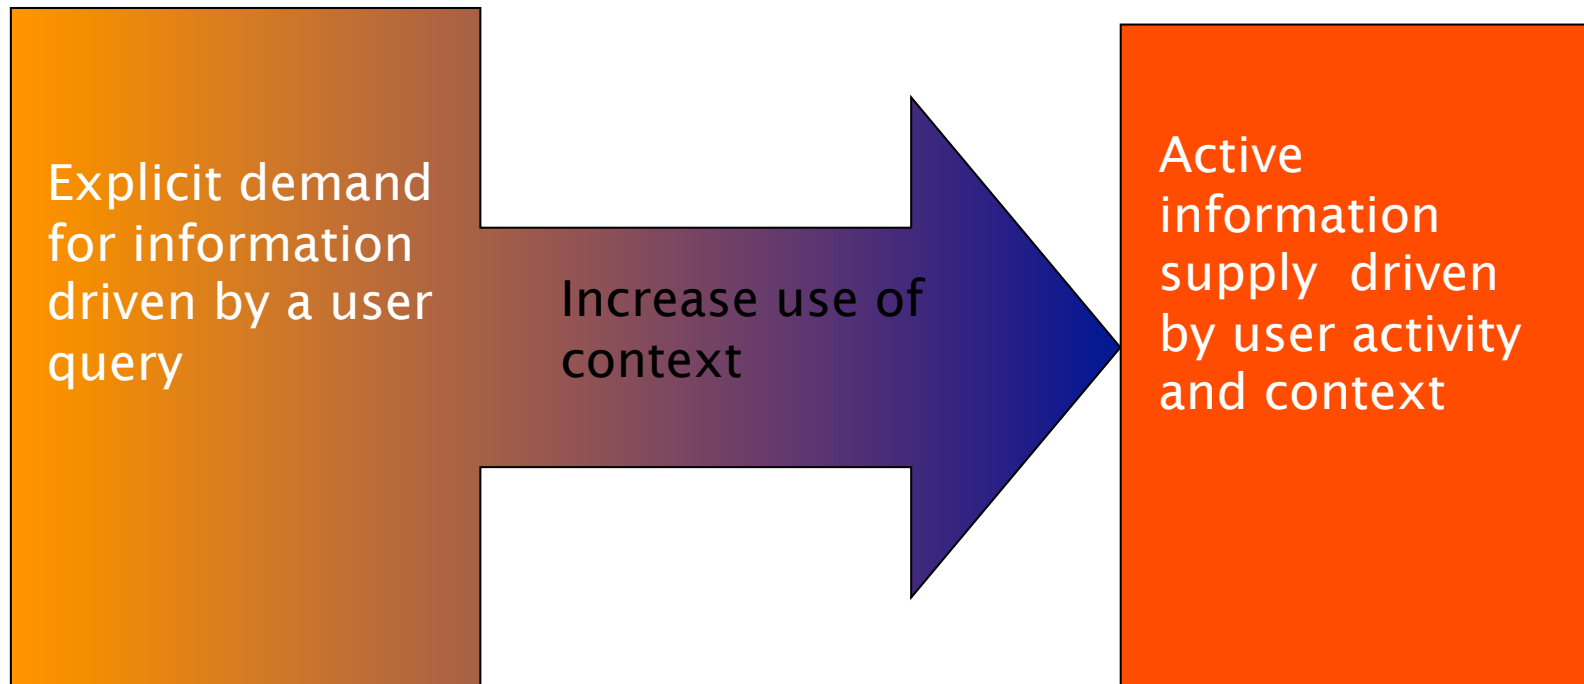 Explicit demand
for information
driven by a user
query
Increase use of
context
Active
information
supply  driven
by user activity
and context